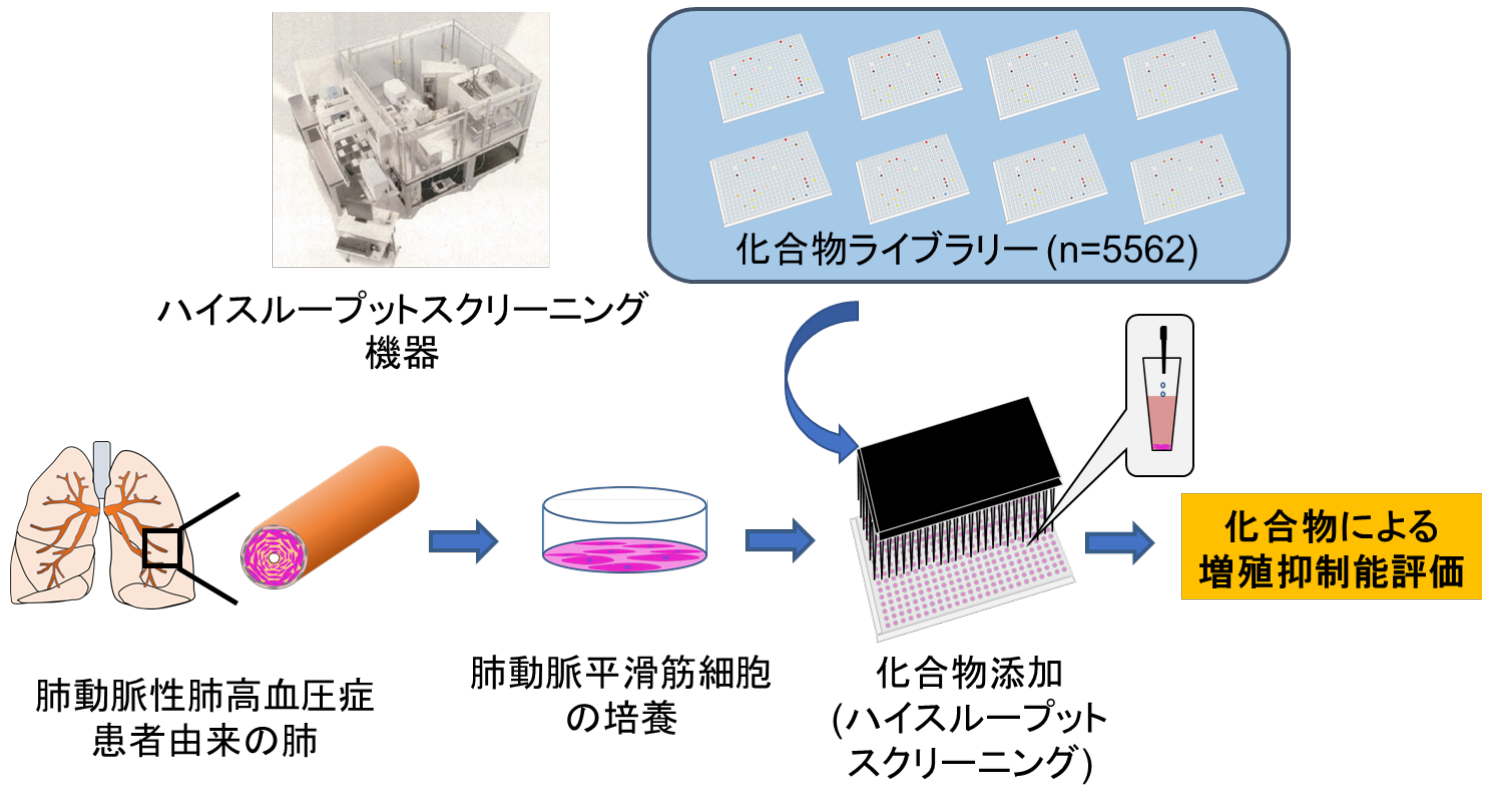 化合物ライブラリー (n=5562)
ハイスループットスクリーニング
機器
化合物による
増殖抑制能評価
肺動脈性肺高血圧症
患者由来の肺
肺動脈平滑筋細胞
の培養
化合物添加
(ハイスループット
スクリーニング)